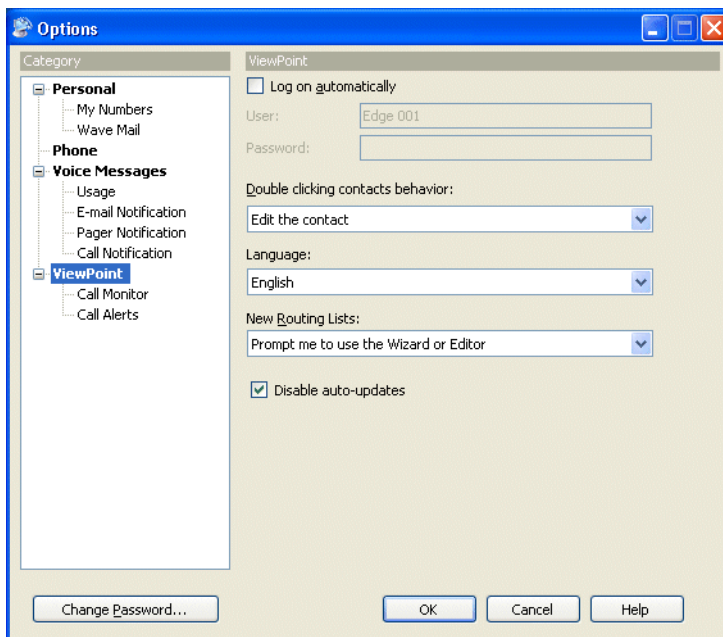 Options
Category
Personal
My Numbers
Wave Mail
Phone
Voice Messages
Usage
E-mail Notification
Pager Notification
Call Notification
ViewPoint
Call Monitor
Call Alerts
ViewPoint
Log on automatically
User: Edge 001
Password:
Double clicking contacts behavior:
Edit the contact
Language:
English
New Routing Lists:
Prompt me to use the Wizard or Editor
Disable auto-updates
Change Password... OK Cancel Help